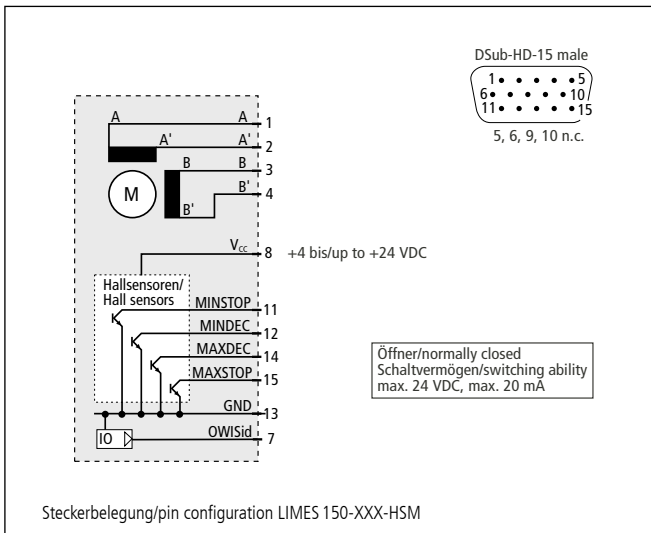 DSub-HD-15 male
1 5
6 10
11 15
5, 6, 9, 10 n.c.
A A 1
A' A' 2
B B 3
M
B' B' 4
Vcc 8 +4 bis/up to +24 VDC
Hallsensoren/
Hall sensors
MINSTOP 11
MINDEC 12
MAXDEC 14
MAXSTOP 15
GND 13
IO OWISid 7
Öffner/normally closed
Schaltvermögen/switching ability
max. 24 VDC, max. 20 mA
Steckerbelegung/pin configuration LIMES 150-XXX-HSM